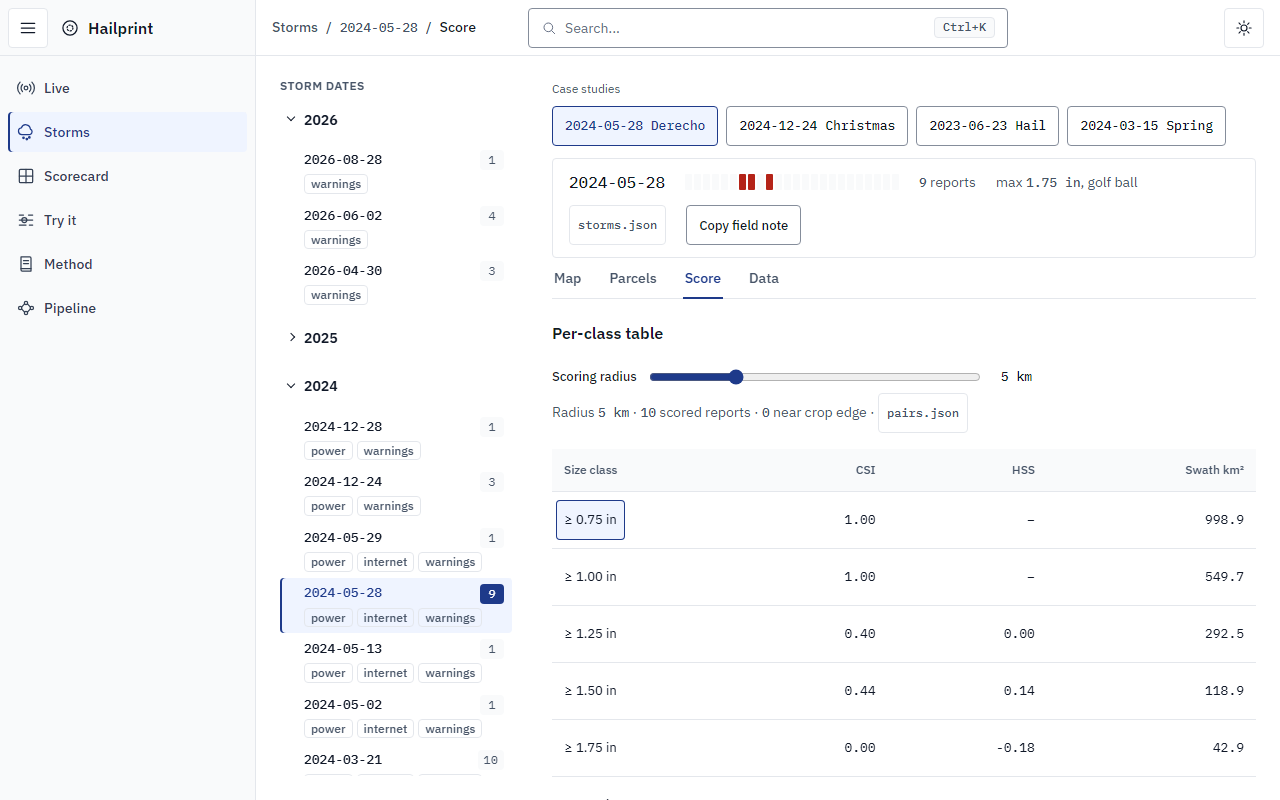 Hailprint
Storms / 2024-05-28 / Score
Search...
Ctrl+K
Live
Storms
Scorecard
Try it
Method
Pipeline
STORM DATES
2026
2026-08-28 1
warnings
2026-06-02 4
warnings
2026-04-30 3
warnings
2025
2024
2024-12-28 1
power warnings
2024-12-24 3
power warnings
2024-05-29 1
power internet warnings
2024-05-28 9
power internet warnings
2024-05-13 1
power internet warnings
2024-05-02 1
power internet warnings
2024-03-21 10
Case studies
2024-05-28 Derecho
2024-12-24 Christmas
2023-06-23 Hail
2024-03-15 Spring
2024-05-28 9 reports max 1.75 in, golf ball
storms.json Copy field note
Map Parcels Score Data
Per-class table
Scoring radius 5 km
Radius 5 km · 10 scored reports · 0 near crop edge · pairs.json
Size class CSI HSS Swath km²
≥ 0.75 in 1.00 – 998.9
≥ 1.00 in 1.00 – 549.7
≥ 1.25 in 0.40 0.00 292.5
≥ 1.50 in 0.44 0.14 118.9
≥ 1.75 in 0.00 -0.18 42.9